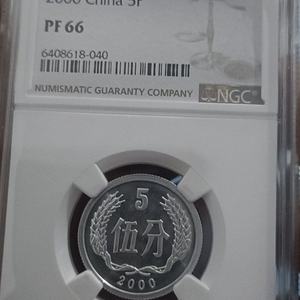 2000 China 5F
PF 66
6408618-040
NUMISMATIC GUARANTY COMPANY
NGC
5
伍分
2000